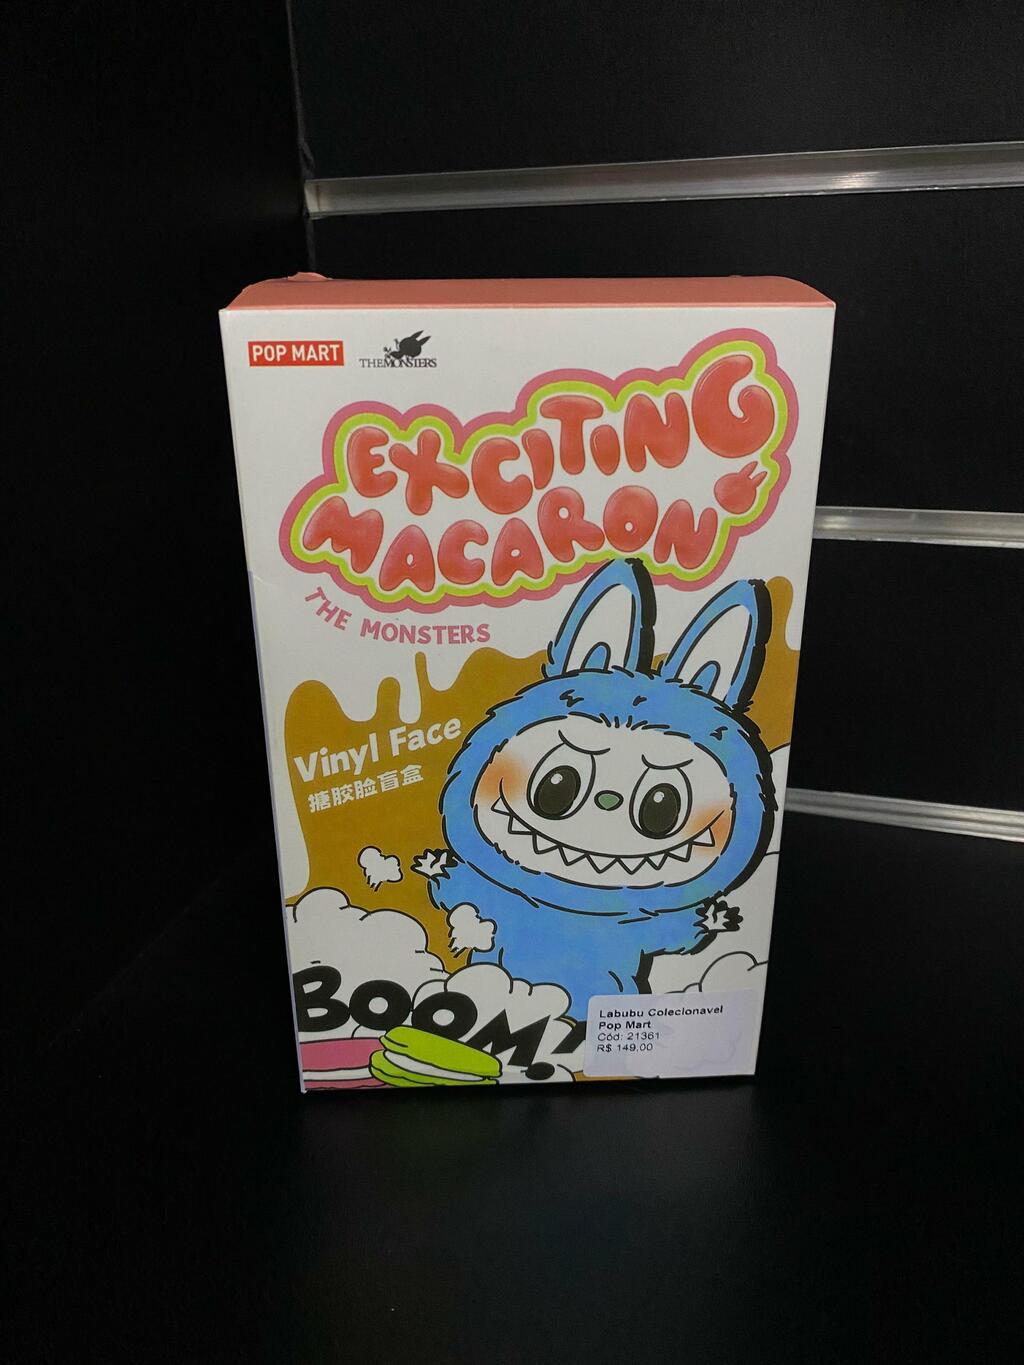 POP MART
THE MONSTERS
EXCITING
MACARON
THE MONSTERS
Vinyl Face
搪胶脸盲盒
BOOM!
Labubu Colecionavel
Pop Mart
Cód: 21361
R$ 149,00